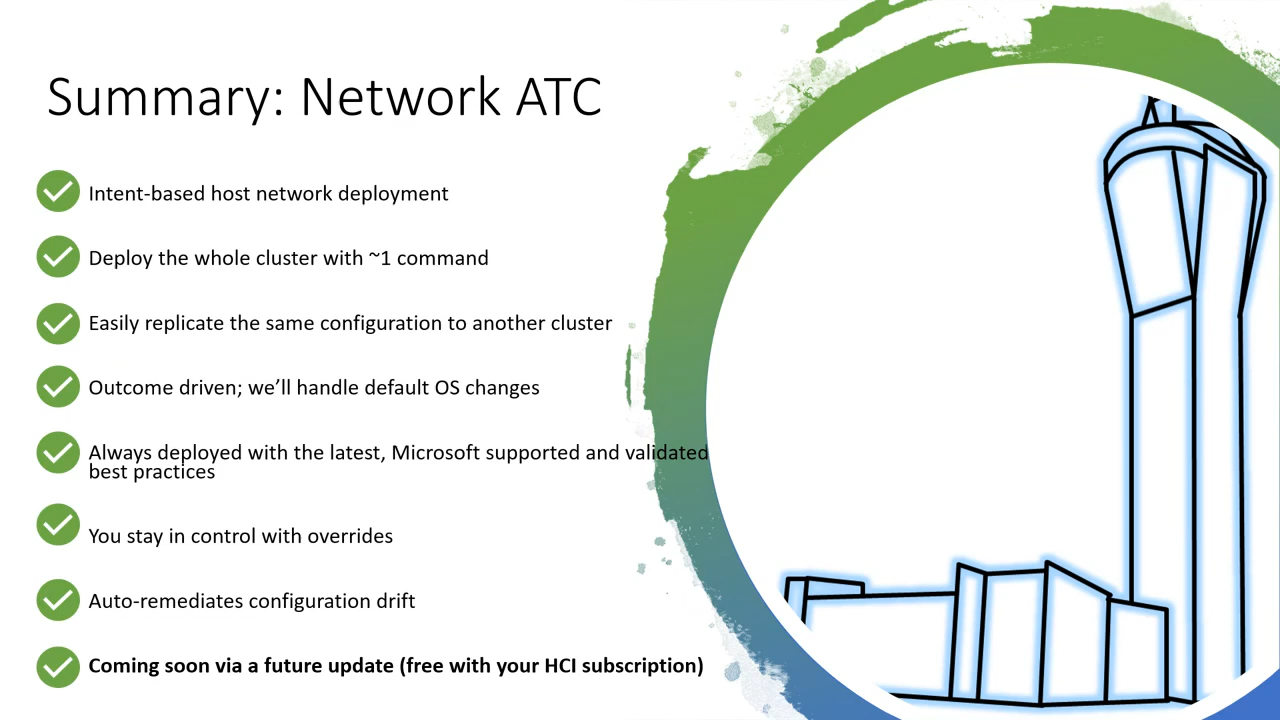 Summary: Network ATC
Intent-based host network deployment
Deploy the whole cluster with ~1 command
Easily replicate the same configuration to another cluster
Outcome driven; we’ll handle default OS changes
Always deployed with the latest, Microsoft supported and validated
best practices
You stay in control with overrides
Auto-remediates configuration drift
Coming soon via a future update (free with your HCI subscription)